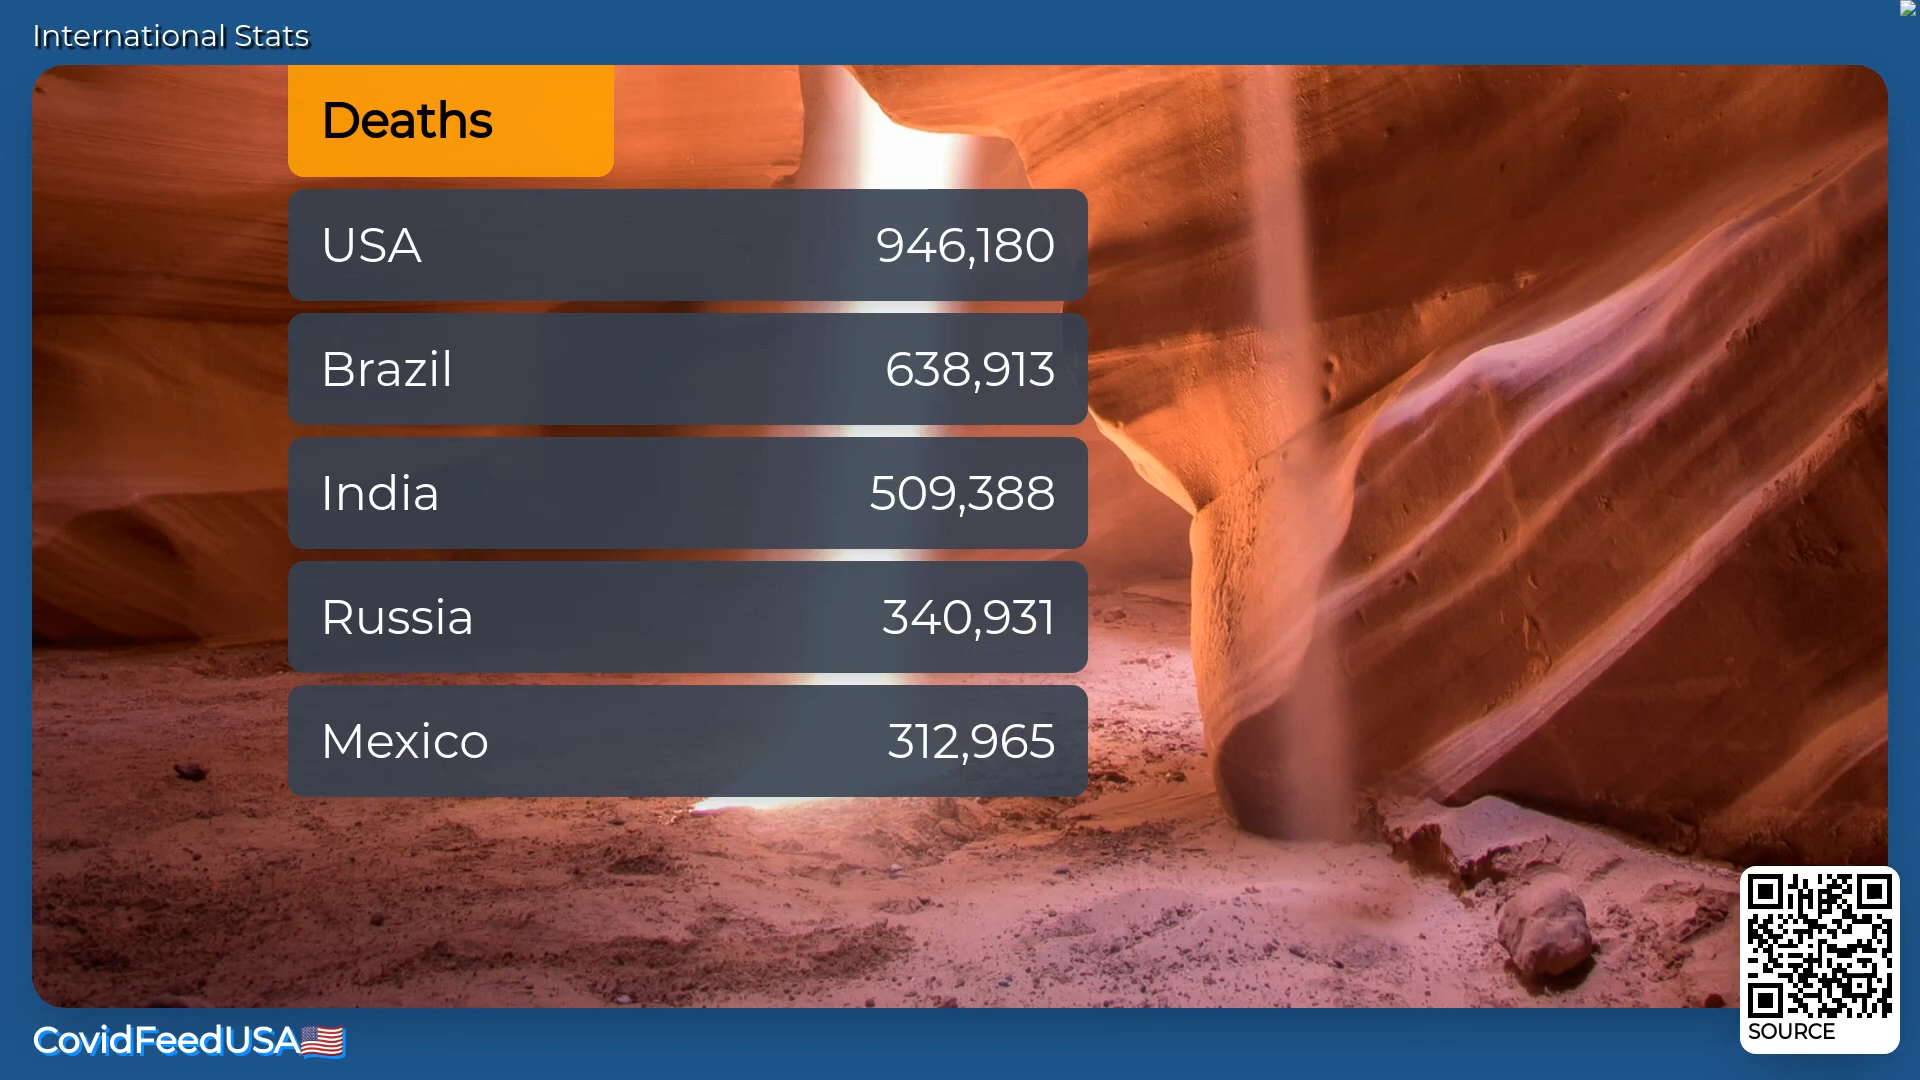 International Stats
Deaths
USA 946,180
Brazil 638,913
India 509,388
Russia 340,931
Mexico 312,965
SOURCE
CovidFeedUSA🇺🇸